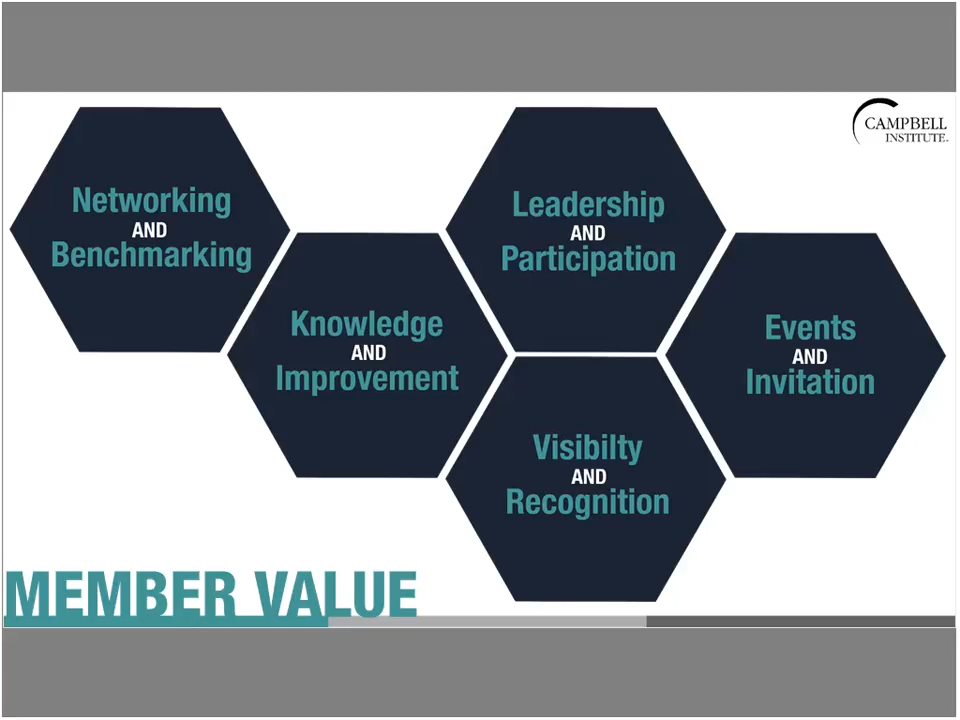 CAMPBELL
INSTITUTE
Networking
AND
Benchmarking
Knowledge
AND
Improvement
Leadership
AND
Participation
Visibilty
AND
Recognition
Events
AND
Invitation
MEMBER VALUE